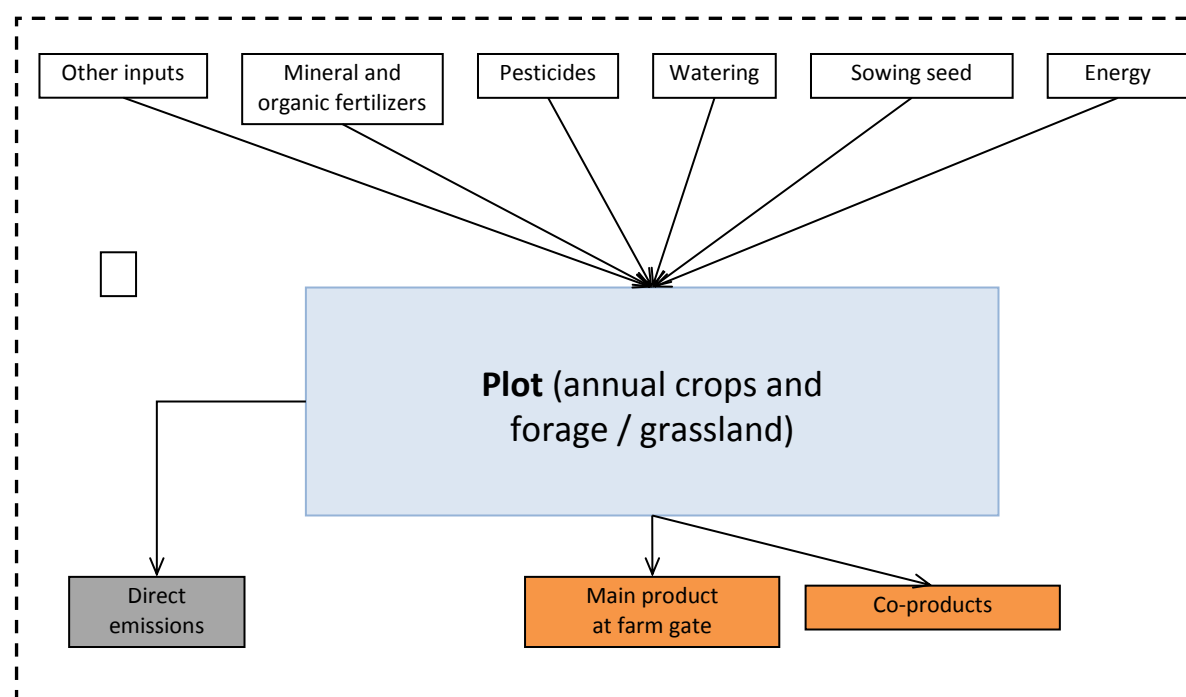 Other inputs
Mineral and
organic fertilizers
Pesticides
Watering
Sowing seed
Energy
Plot (annual crops and
forage / grassland)
Direct
emissions
Main product
at farm gate
Co-products